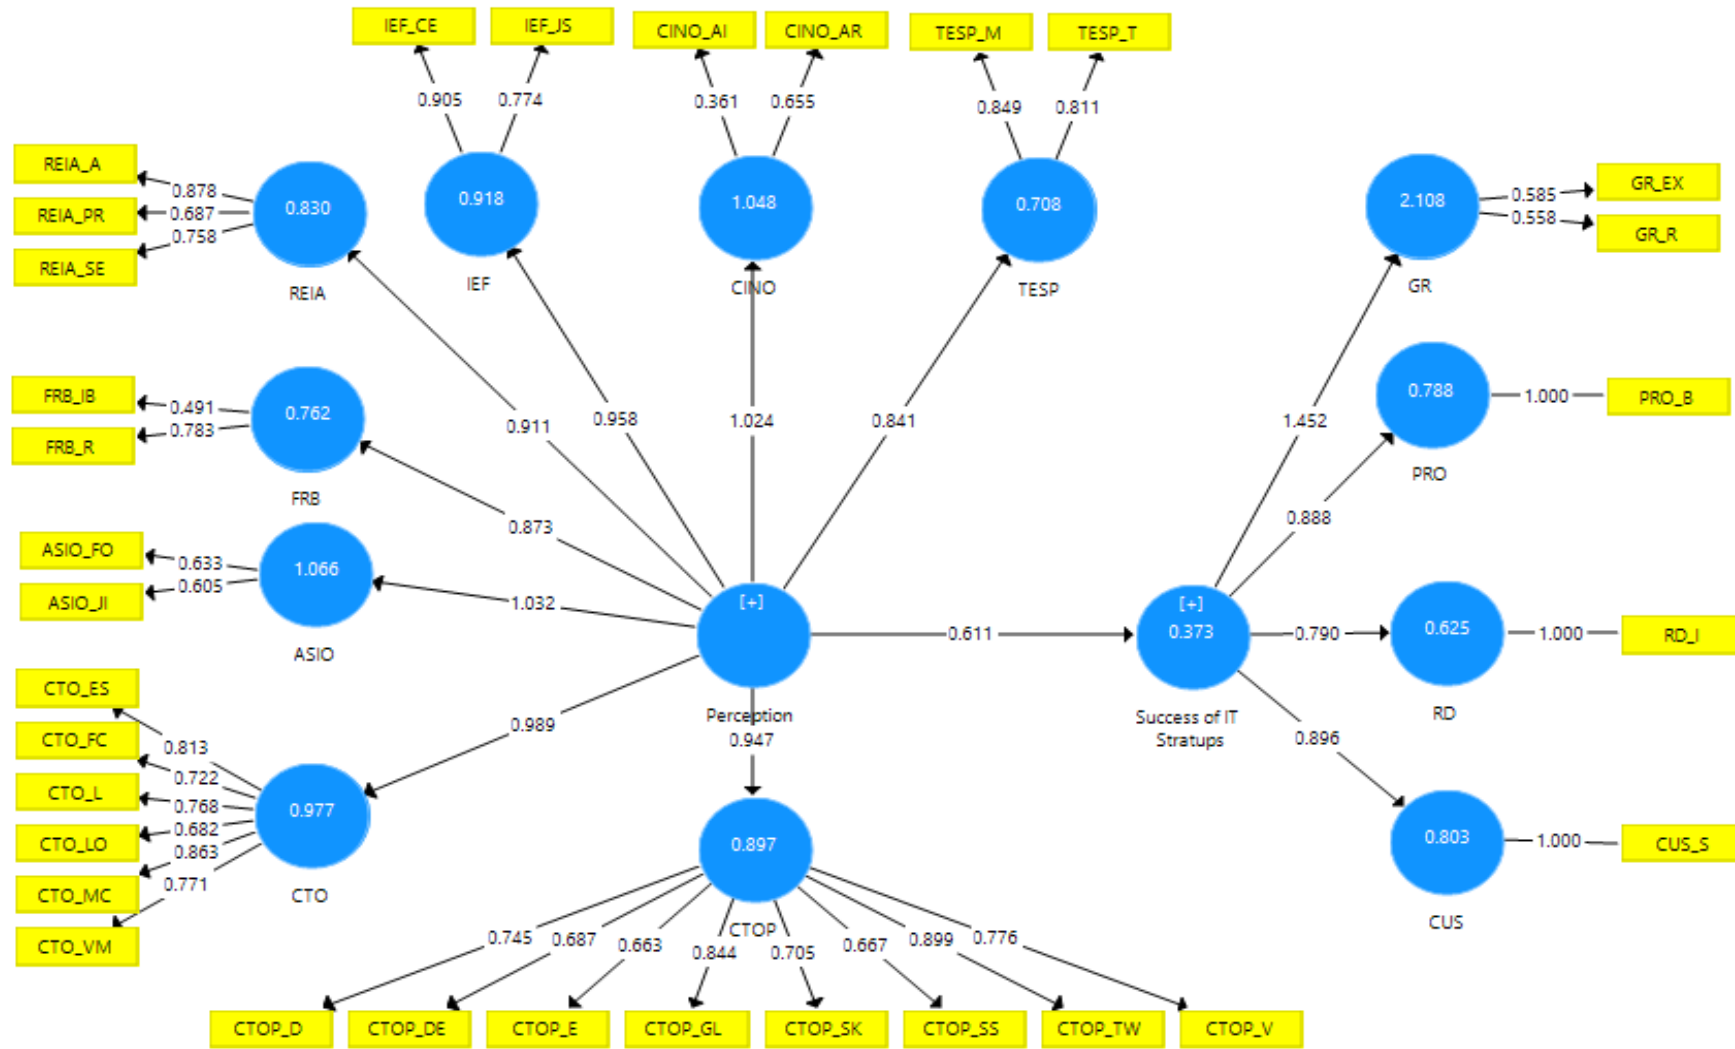 IEF_CE
IEF_JS
CINO_AI
CINO_AR
TESP_M
TESP_T
0.905
0.774
0.361
0.655
0.849
0.811
REIA_A
REIA_PR
REIA_SE
0.878
0.687
0.758
0.830
REIA
0.918
IEF
1.048
CINO
0.708
TESP
2.108
GR
0.585
0.558
GR_EX
GR_R
FRB_IB
FRB_R
0.491
0.783
0.762
FRB
0.911
0.958
1.024
0.841
1.452
0.788
PRO
1.000
PRO_B
0.873
0.888
ASIO_FO
ASIO_JI
0.633
0.605
1.066
ASIO
1.032
[+]
Perception
0.611
[+]
0.373
Success of IT
Stratups
0.790
0.625
RD
1.000
RD_I
CTO_ES
CTO_FC
CTO_L
CTO_LO
CTO_MC
CTO_VM
0.813
0.722
0.768
0.682
0.863
0.771
0.977
CTO
0.989
0.947
0.896
0.897
CTOP
0.803
CUS
1.000
CUS_S
0.745
0.687
0.663
0.844
0.705
0.667
0.899
0.776
CTOP_D
CTOP_DE
CTOP_E
CTOP_GL
CTOP_SK
CTOP_SS
CTOP_TW
CTOP_V